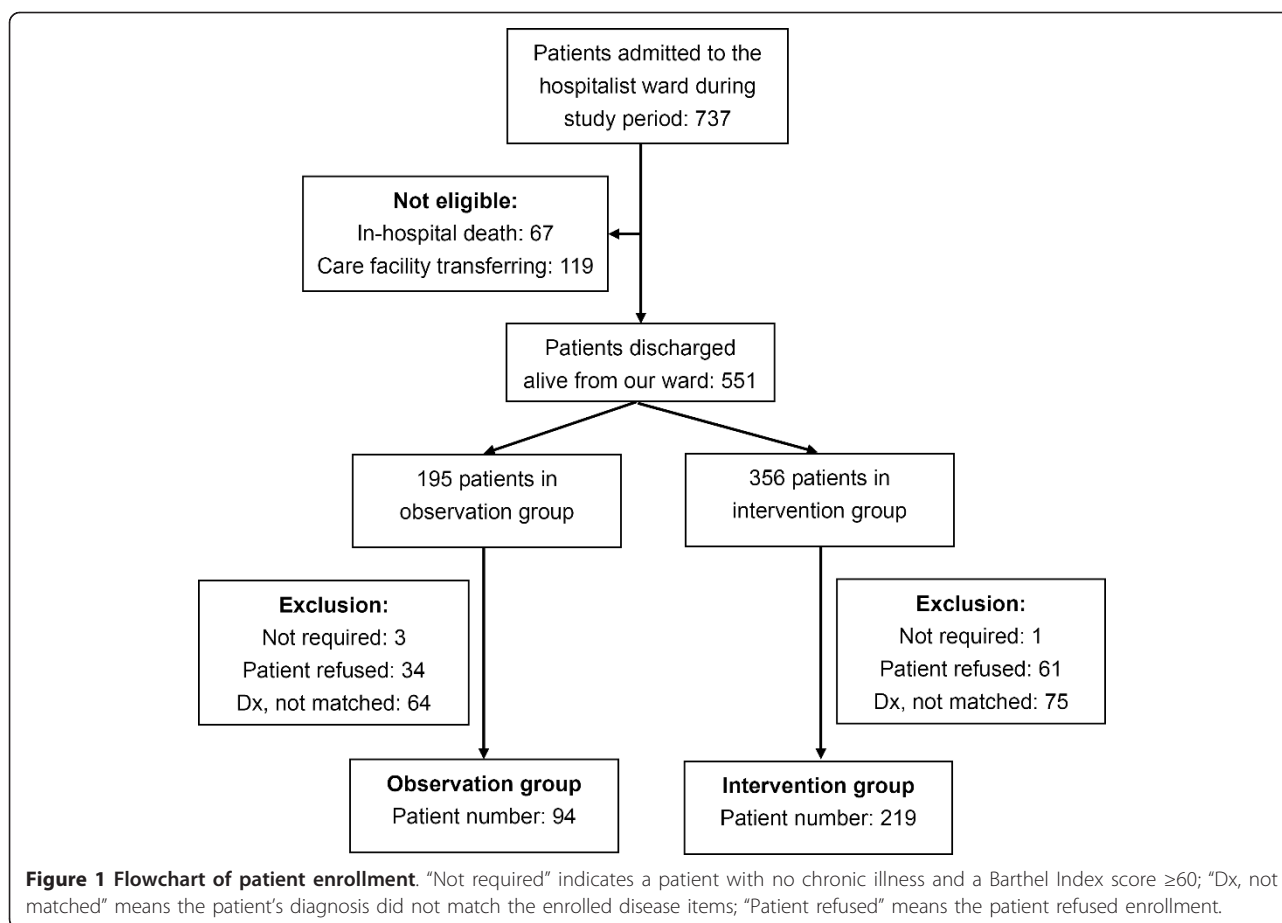 Patients admitted to the
hospitalist ward during
study period: 737
Not eligible:
In-hospital death: 67
Care facility transferring: 119
Patients discharged
alive from our ward: 551
195 patients in
observation group
356 patients in
intervention group
Exclusion:
Not required: 3
Patient refused: 34
Dx, not matched: 64
Exclusion:
Not required: 1
Patient refused: 61
Dx, not matched: 75
Observation group
Patient number: 94
Intervention group
Patient number: 219
Figure 1 Flowchart of patient enrollment. “Not required” indicates a patient with no chronic illness and a Barthel Index score ≥60; “Dx, not
matched” means the patient’s diagnosis did not match the enrolled disease items; “Patient refused” means the patient refused enrollment.